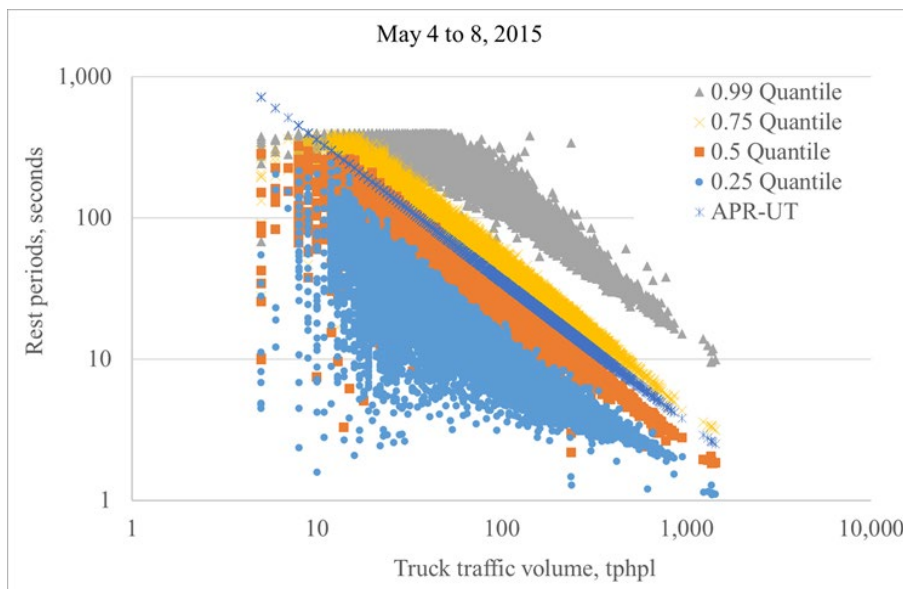 May 4 to 8, 2015
1,000
100
10
1
Rest periods, seconds
0.99 Quantile
0.75 Quantile
0.5 Quantile
0.25 Quantile
APR-UT
1
10
100
1,000
10,000
Truck traffic volume, tphpl